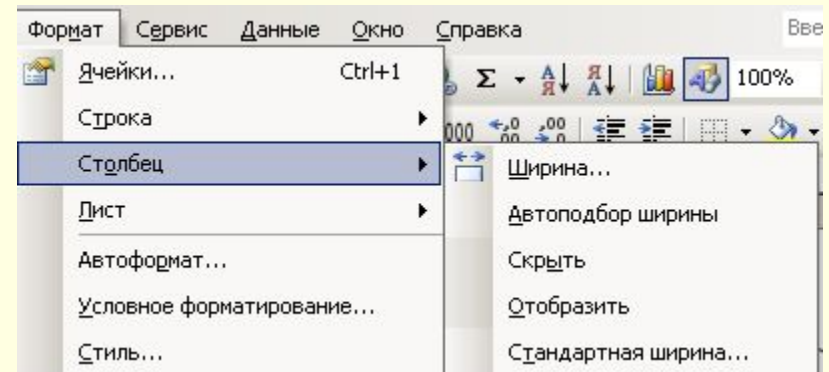 Формат Сервис Данные Окно Справка Вве
Ячейки... Ctrl+1
Σ 100%
Строка
000
Столбец
Ширина...
Лист
Автоподбор ширины
Автоформат...
Скрыть
Условное форматирование...
Отобразить
Стиль...
Стандартная ширина...